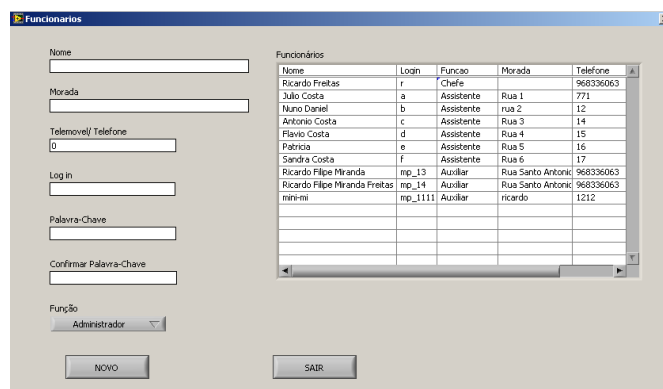 Funcionarios
Nome
Morada
Telemovel/ Telefone
0
Log in
Palavra-Chave
Confirmar Palavra-Chave
Função
Administrador
NOVO
Funcionários
Nome Login Funcao Morada Telefone
Ricardo Freitas r Chefe 968336063
Julio Costa a Assistente Rua 1 771
Nuno Daniel b Assistente rua 2 12
Antonio Costa c Assistente Rua 3 14
Flavio Costa d Assistente Rua 4 15
Patricia e Assistente Rua 5 16
Sandra Costa f Assistente Rua 6 17
Ricardo Filipe Miranda mp_13 Auxiliar Rua Santo Antonic 968336063
Ricardo Filipe Miranda Freitas mp_14 Auxiliar Rua Santo Antonic 968336063
mini-mi mp_1111 Auxiliar ricardo 1212
SAIR